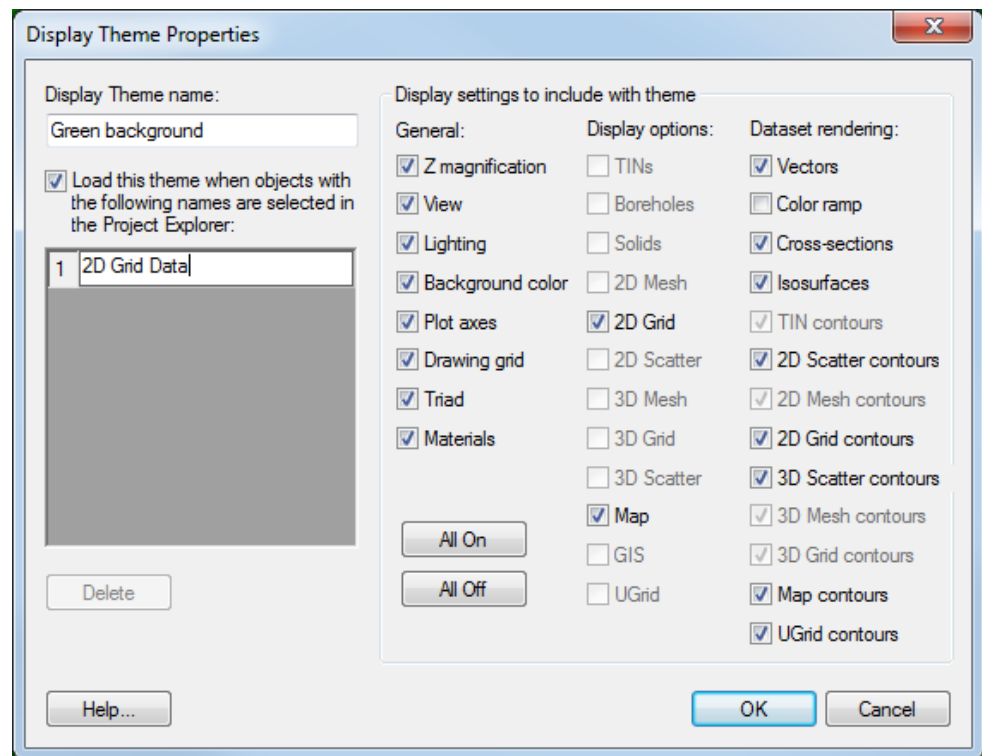 Display Theme Properties
Display Theme name:
Green background
Load this theme when objects with
the following names are selected in
the Project Explorer:
1 2D Grid Data
Delete
Display settings to include with theme
General:
Z magnification
View
Lighting
Background color
Plot axes
Drawing grid
Triad
Materials
All On
All Off
Display options:
TINs
Boreholes
Solids
2D Mesh
2D Grid
2D Scatter
3D Mesh
3D Grid
3D Scatter
Map
GIS
UGrid
Dataset rendering:
Vectors
Color ramp
Cross-sections
Isosurfaces
TIN contours
2D Scatter contours
2D Mesh contours
2D Grid contours
3D Scatter contours
3D Mesh contours
3D Grid contours
Map contours
UGrid contours
Help...
OK
Cancel